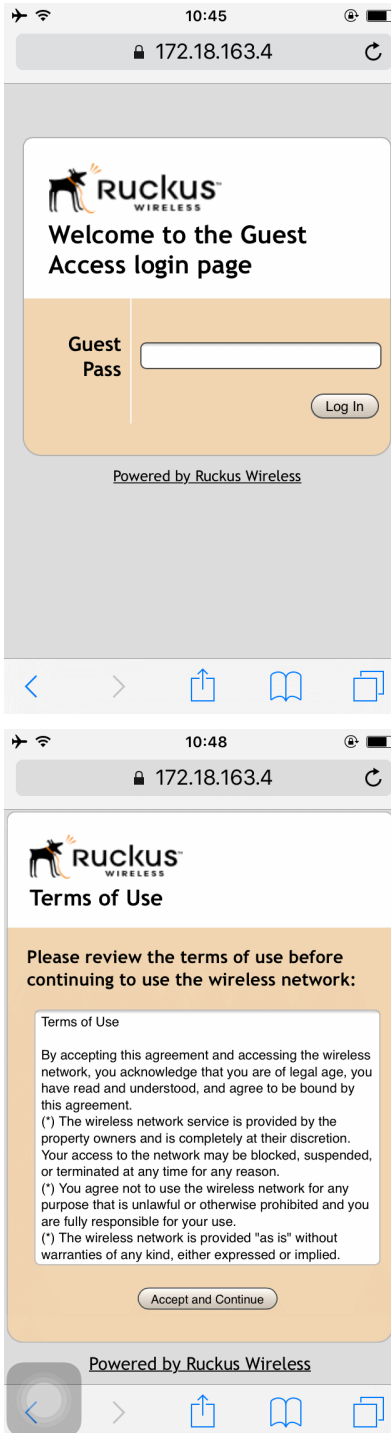 10:45
172.18.163.4
RUCKUS™
WIRELESS
Welcome to the Guest
Access login page
Guest
Pass
Log In
Powered by Ruckus Wireless
10:48
172.18.163.4
RUCKUS™
WIRELESS
Terms of Use
Please review the terms of use before
continuing to use the wireless network:
Terms of Use
By accepting this agreement and accessing the wireless
network, you acknowledge that you are of legal age, you
have read and understood, and agree to be bound by
this agreement.
(*) The wireless network service is provided by the
property owners and is completely at their discretion.
Your access to the network may be blocked, suspended,
or terminated at any time for any reason.
(*) You agree not to use the wireless network for any
purpose that is unlawful or otherwise prohibited and you
are fully responsible for your use.
(*) The wireless network is provided "as is" without
warranties of any kind, either expressed or implied.
Accept and Continue
Powered by Ruckus Wireless